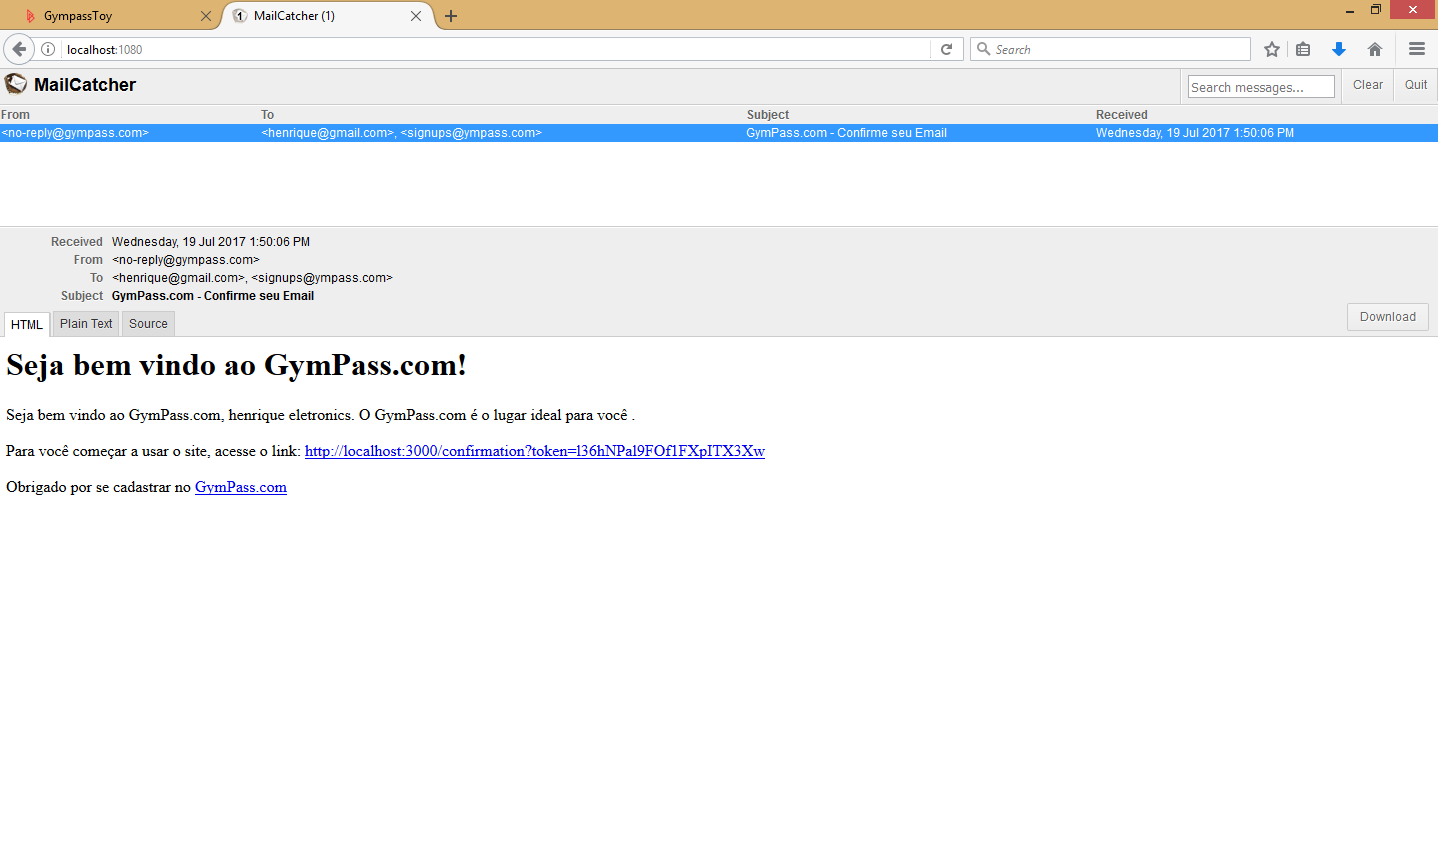 GympassToy
MailCatcher (1)
localhost:1080
Search
MailCatcher
Search messages...
Clear
Quit
From To Subject Received
<no-reply@gympass.com> <henrique@gmail.com>, <signups@ympass.com> GymPass.com - Confirme seu Email Wednesday, 19 Jul 2017 1:50:06 PM
Received Wednesday, 19 Jul 2017 1:50:06 PM
From <no-reply@gympass.com>
To <henrique@gmail.com>, <signups@ympass.com>
Subject GymPass.com - Confirme seu Email
HTML Plain Text Source Download
Seja bem vindo ao GymPass.com!
Seja bem vindo ao GymPass.com, henrique eletronics. O GymPass.com é o lugar ideal para você .
Para você começar a usar o site, acesse o link: http://localhost:3000/confirmation?token=l36hNPal9FOf1FXpITX3Xw
Obrigado por se cadastrar no GymPass.com